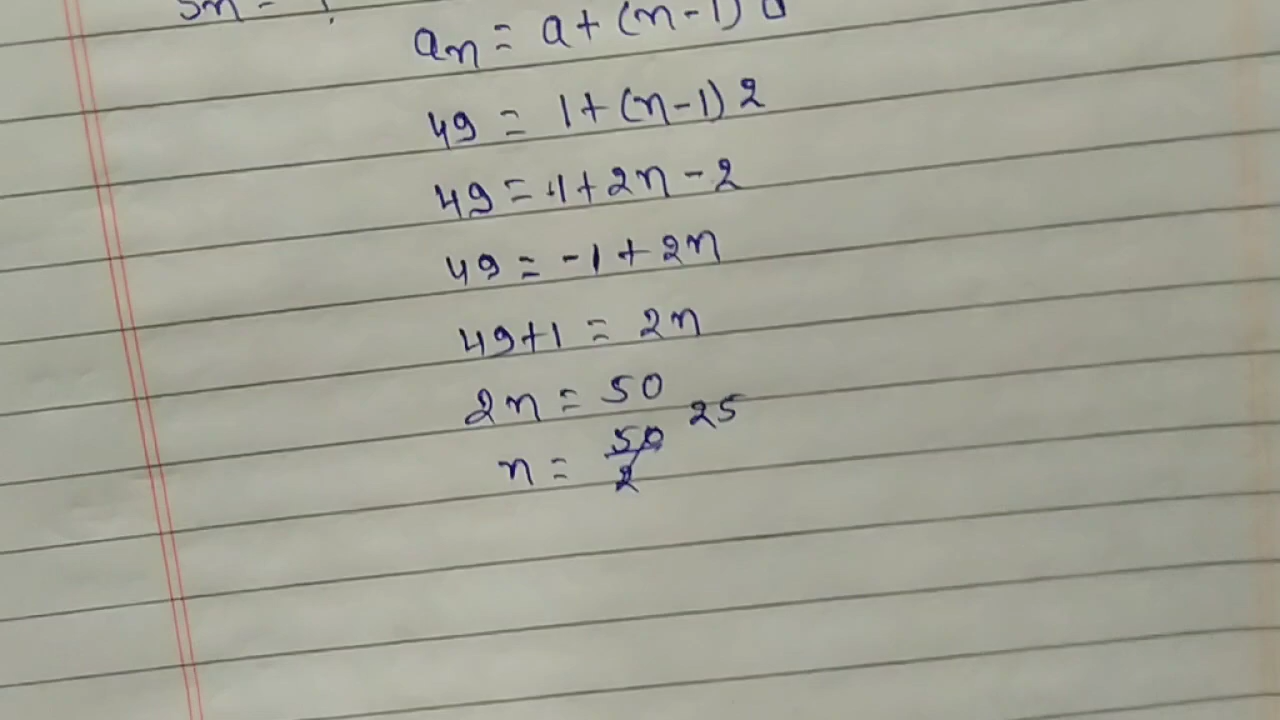 Sn = ?
an = a + (n-1) d
49 = 1 + (n-1) 2
49 = +1 + 2n - 2
49 = -1 + 2n
49+1 = 2n
2n = 50
n = 50/2 25